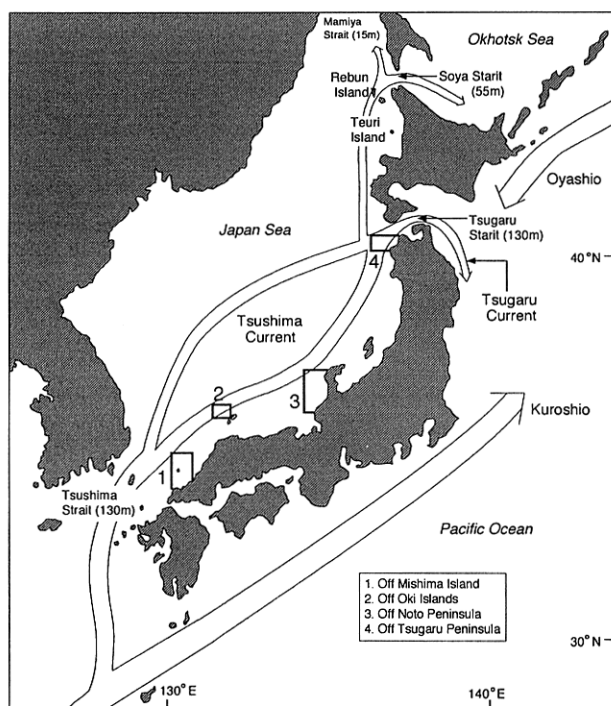 Mamiya
Strait (15m)
Okhotsk Sea
Rebun
Island
Soya Starit
(55m)
Teuri
Island
Oyashio
Japan Sea
Tsugaru
Starit (130m)
4
40°N
Tsugaru
Current
Tsushima
Current
2
3
Kuroshio
1
Tsushima
Strait (130m)
Pacific Ocean
1. Off Mishima Island
2. Off Oki Islands
3. Off Noto Peninsula
4. Off Tsugaru Peninsula
30°N
130°E
140°E